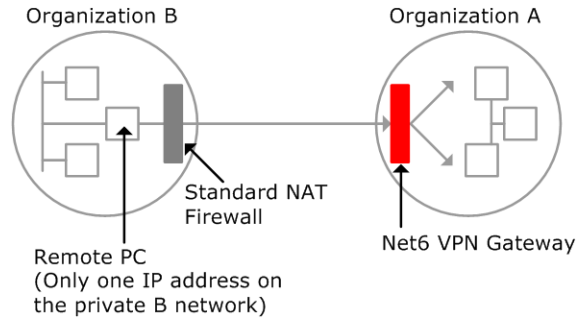 Organization B
Organization A
Standard NAT
Firewall
Net6 VPN Gateway
Remote PC
(Only one IP address on
the private B network)